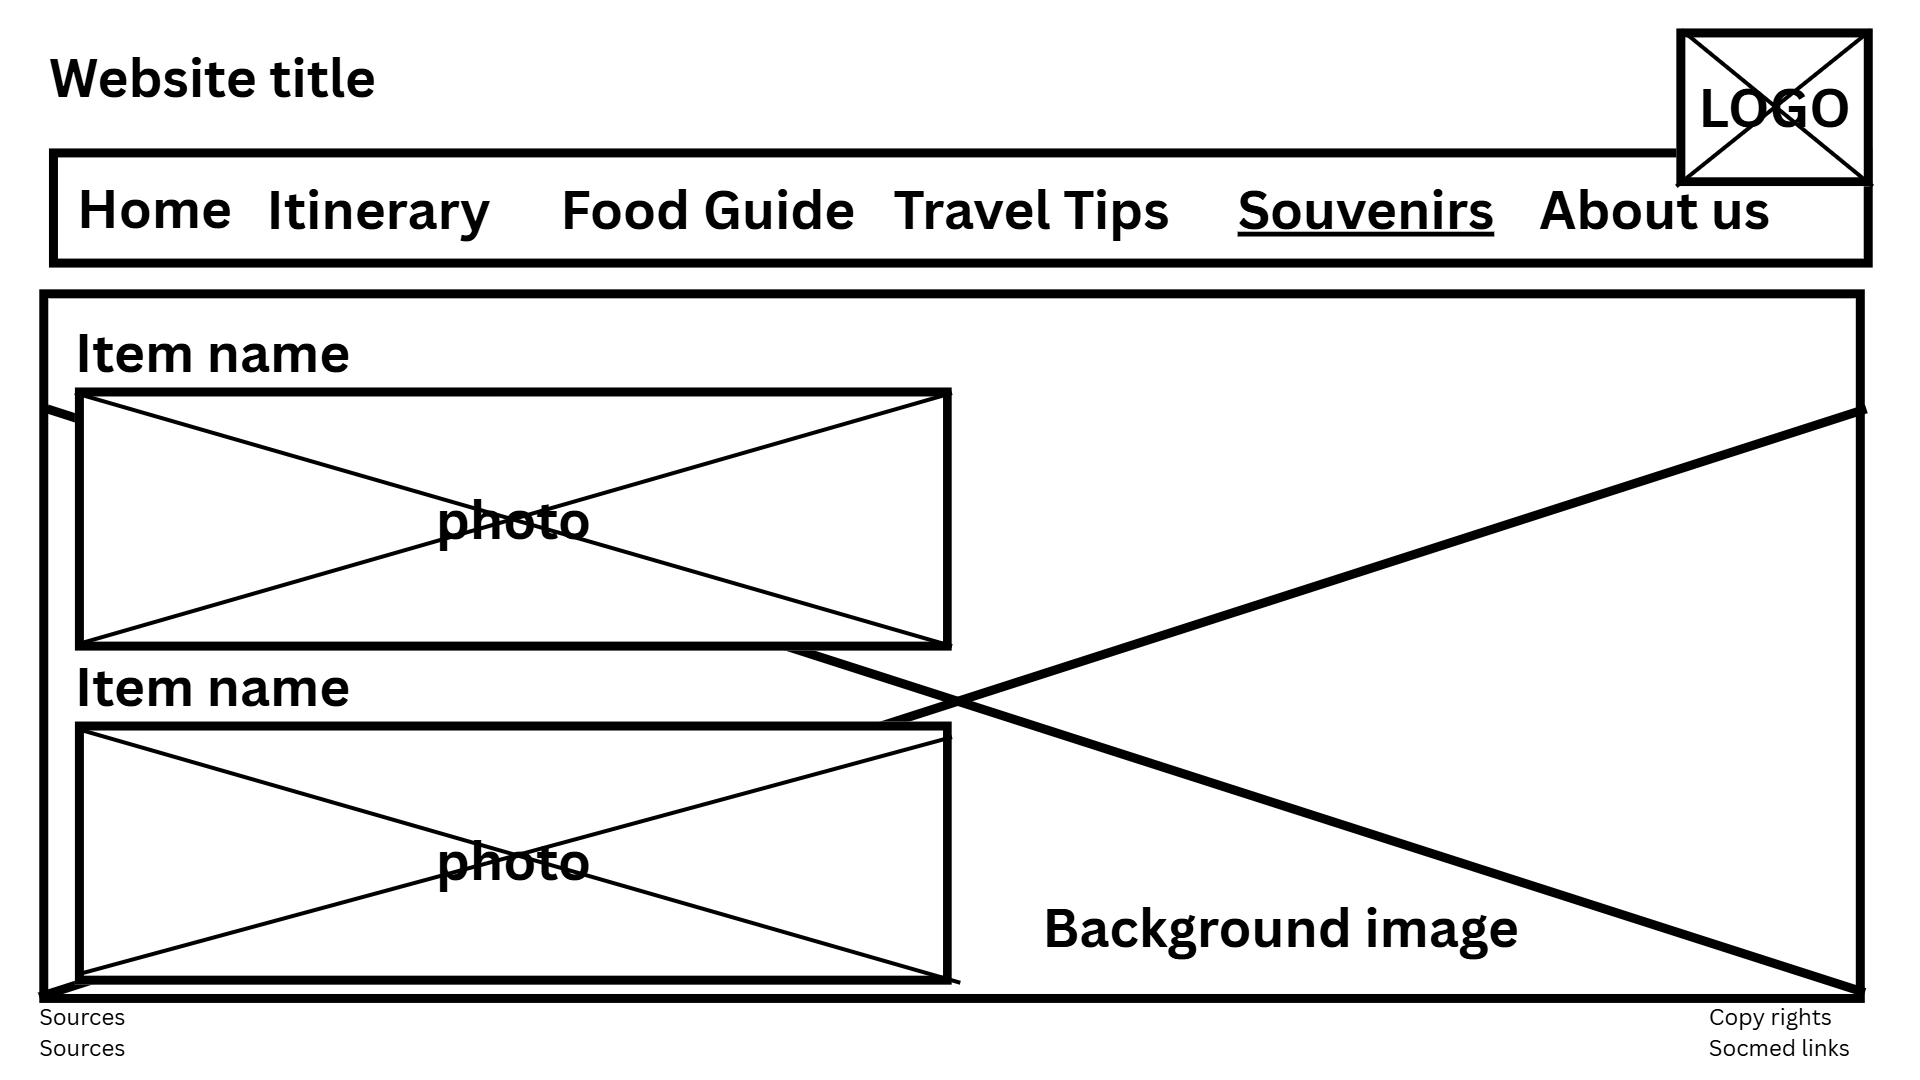 Website title
LOGO
Home Itinerary Food Guide Travel Tips Souvenirs About us
Item name
photo
Item name
photo
Background image
Sources
Sources
Copy rights
Socmed links